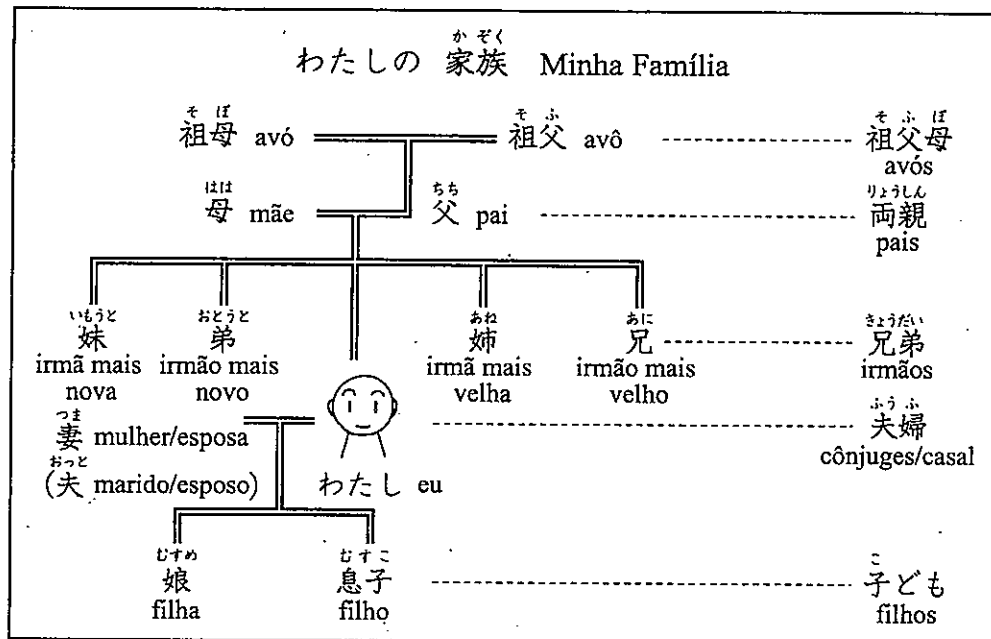 か ぞく
わたしの 家族 Minha Família
そ ぼ そ ふ そ ふ ぼ
祖母 avó 祖父 avô 祖父母
avós
はは ちち りょうしん
母 mãe 父 pai 両親
pais
いもうと おとうと あね あに きょうだい
妹 弟 姉 兄 兄弟
irmã mais irmão mais irmã mais irmão mais irmãos
nova novo velha velho
つま ふう ふ
妻 mulher/esposa 夫婦
cônjuges/casal
おっと
(夫 marido/esposo) わたし eu
むすめ むすこ こ
娘 息子 子ども
filha filho filhos